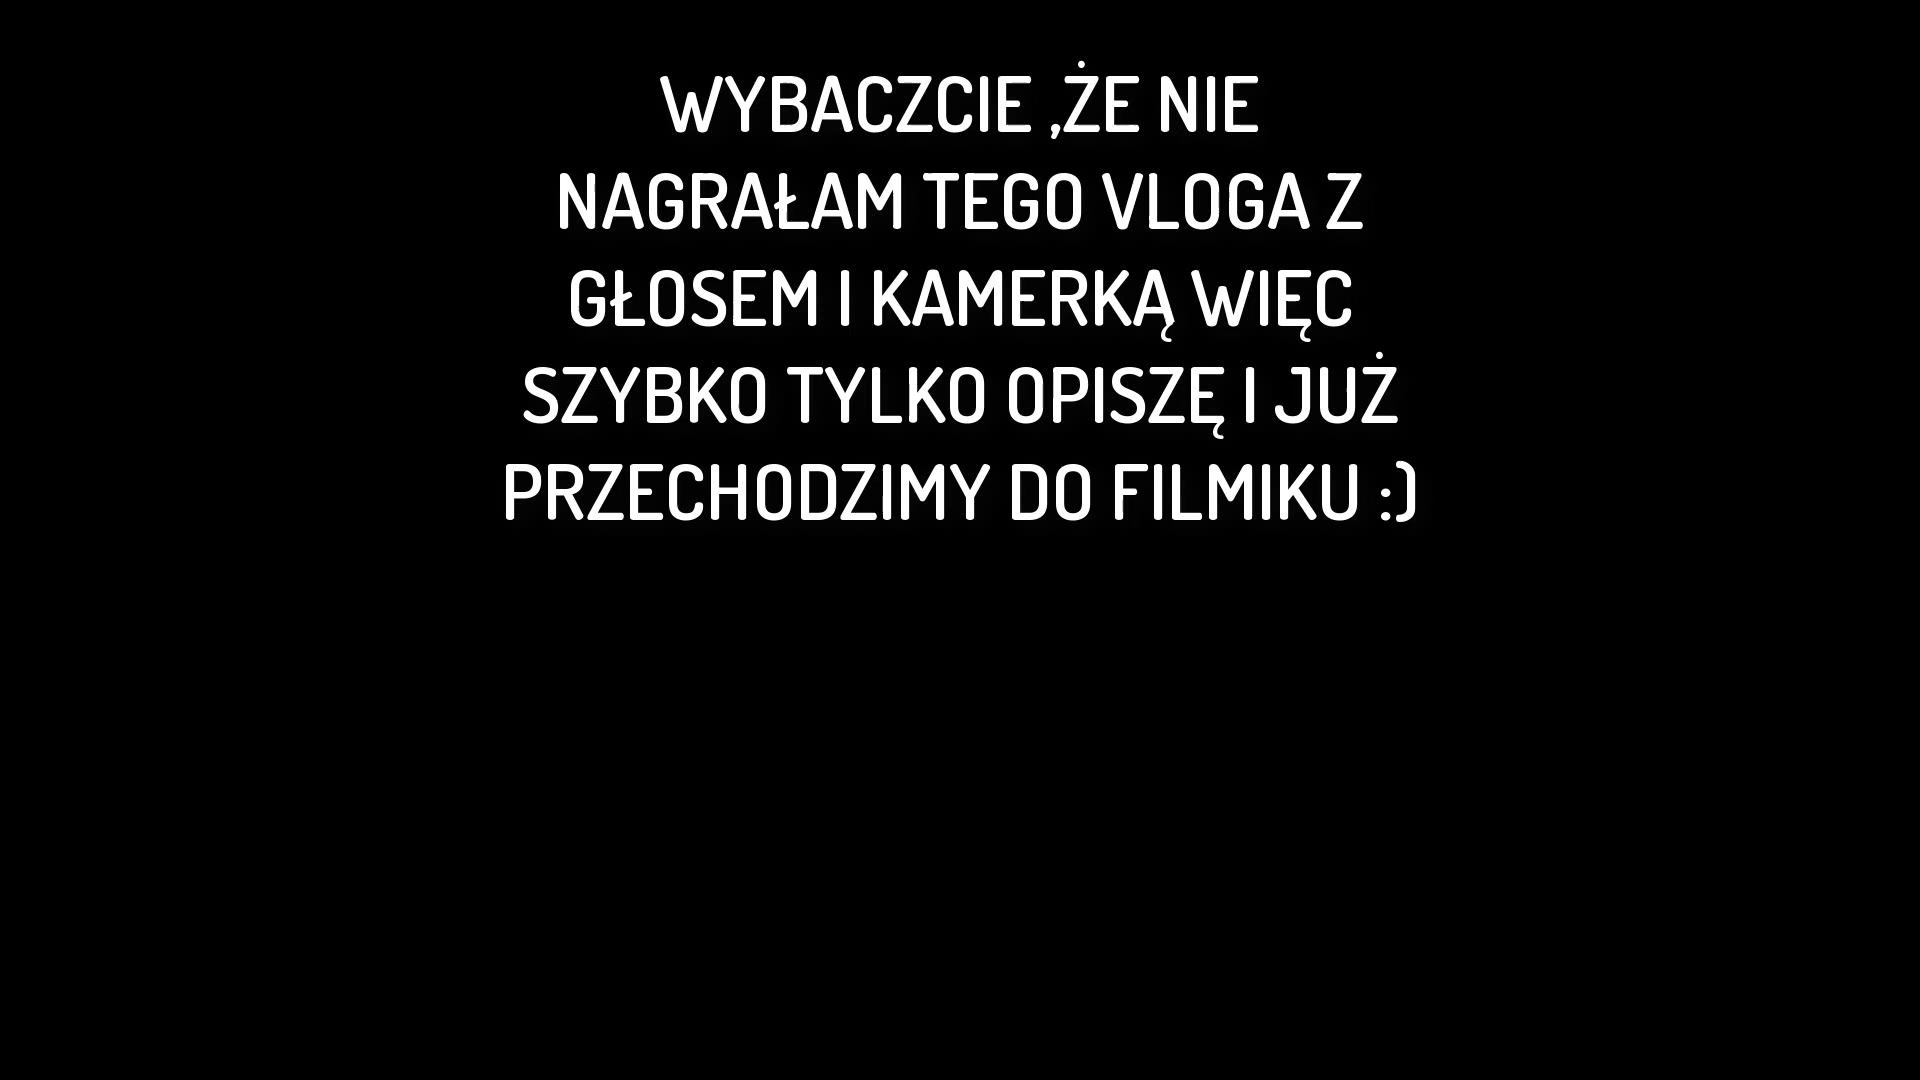 WYBACZCIE ,ŻE NIE
NAGRAŁAM TEGO VLOGA Z
GŁOSEM I KAMERKĄ WIĘC
SZYBKO TYLKO OPISZĘ I JUŻ
PRZECHODZIMY DO FILMIKU :)